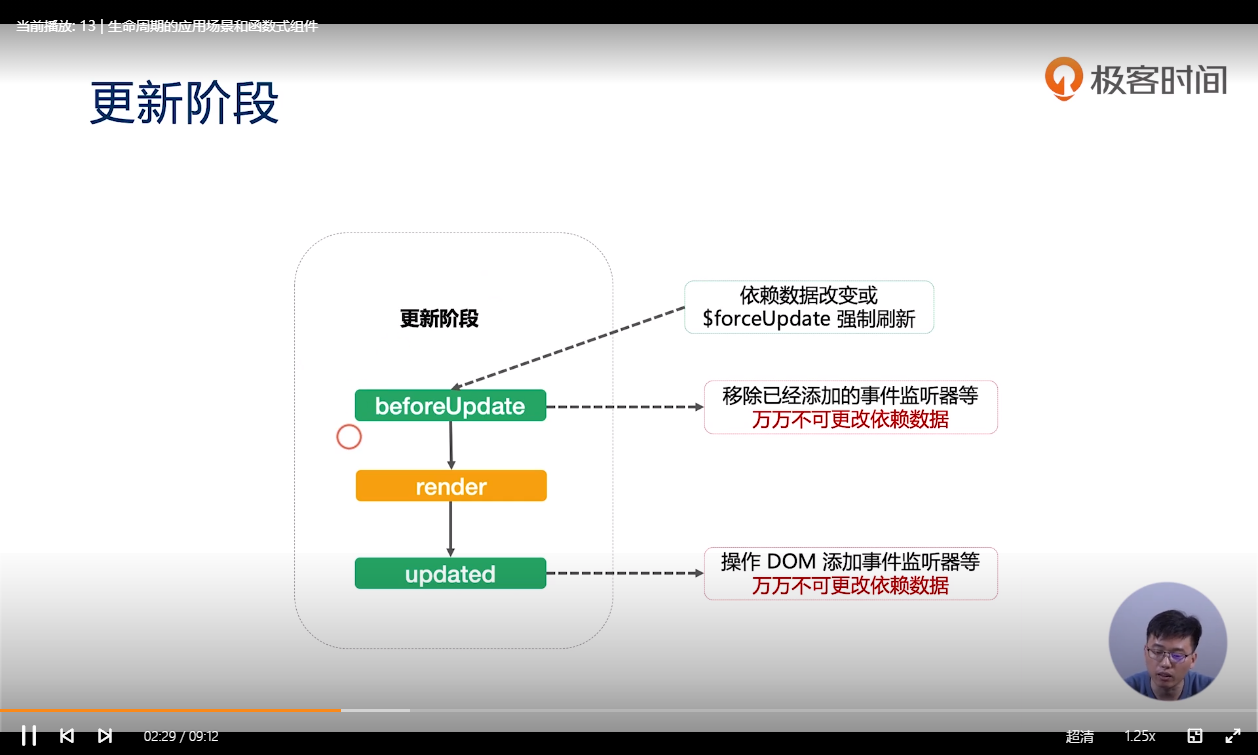 当前播放: 13 | 生命周期的应用场景和函数式组件
极客时间
更新阶段
依赖数据改变或
$forceUpdate 强制刷新
更新阶段
beforeUpdate
移除已经添加的事件监听器等
万万不可更改依赖数据
render
updated
操作 DOM 添加事件监听器等
万万不可更改依赖数据
02:29 / 09:12
超清
1.25x